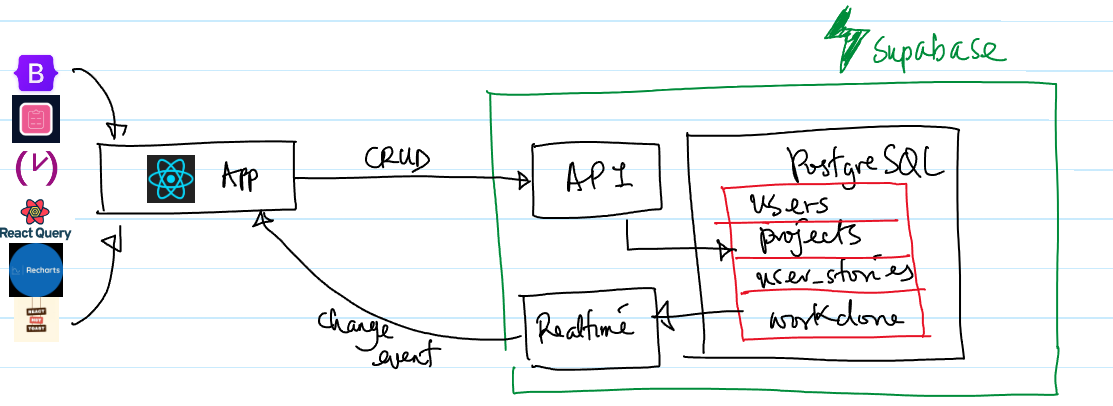 Supabase
B
React Query
Recharts
REACT
HOT
TOAST
App
CRUD
API
PostgreSQL
users
projects
user_stories
workdone
Realtime
change
event